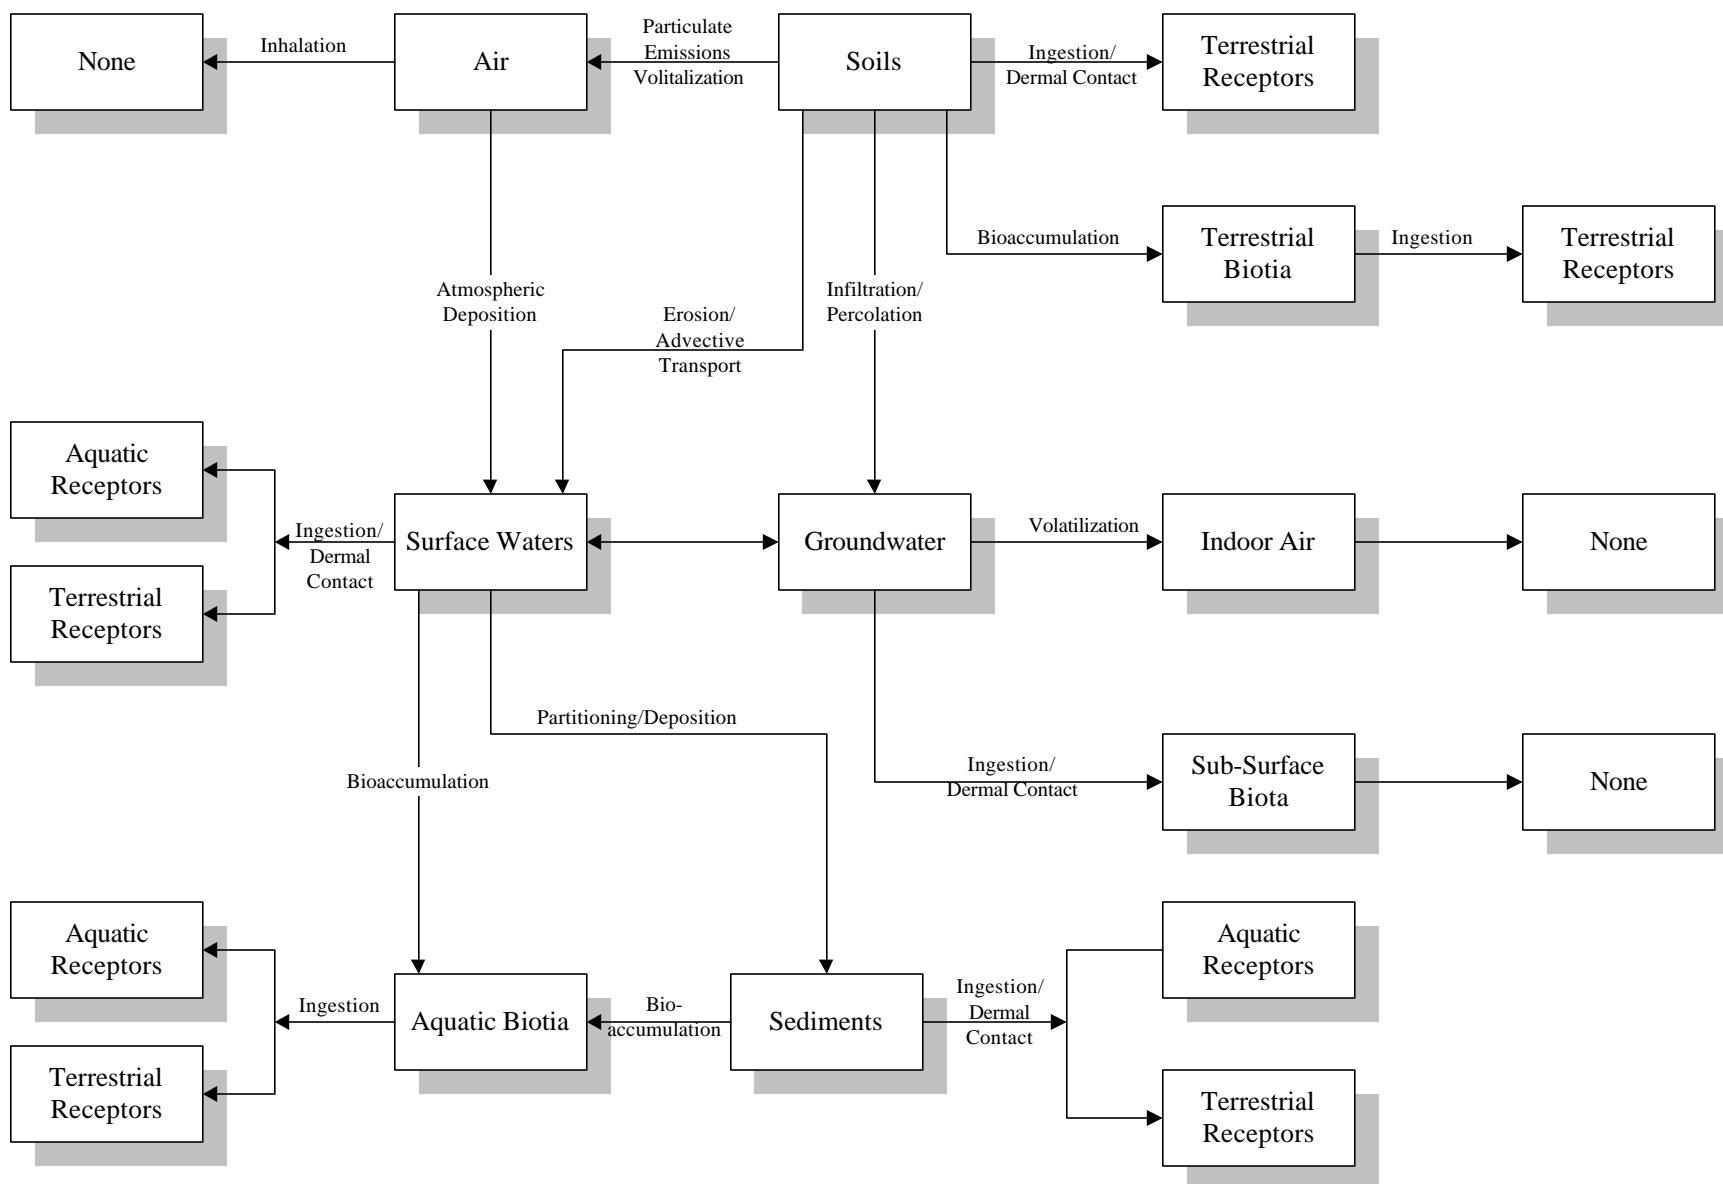 None
Inhalation
Air
Particulate
Emissions
Volitalization
Soils
Ingestion/
Dermal Contact
Terrestrial
Receptors
Bioaccumulation
Terrestrial
Biotia
Ingestion
Terrestrial
Receptors
Atmospheric
Deposition
Erosion/
Advective
Transport
Infiltration/
Percolation
Aquatic
Receptors
Terrestrial
Receptors
Ingestion/
Dermal
Contact
Surface Waters
Groundwater
Volatilization
Indoor Air
None
Partitioning/Deposition
Bioaccumulation
Ingestion/
Dermal Contact
Sub-Surface
Biota
None
Aquatic
Receptors
Terrestrial
Receptors
Ingestion
Aquatic Biotia
Bio-
accumulation
Sediments
Ingestion/
Dermal
Contact
Aquatic
Receptors
Terrestrial
Receptors